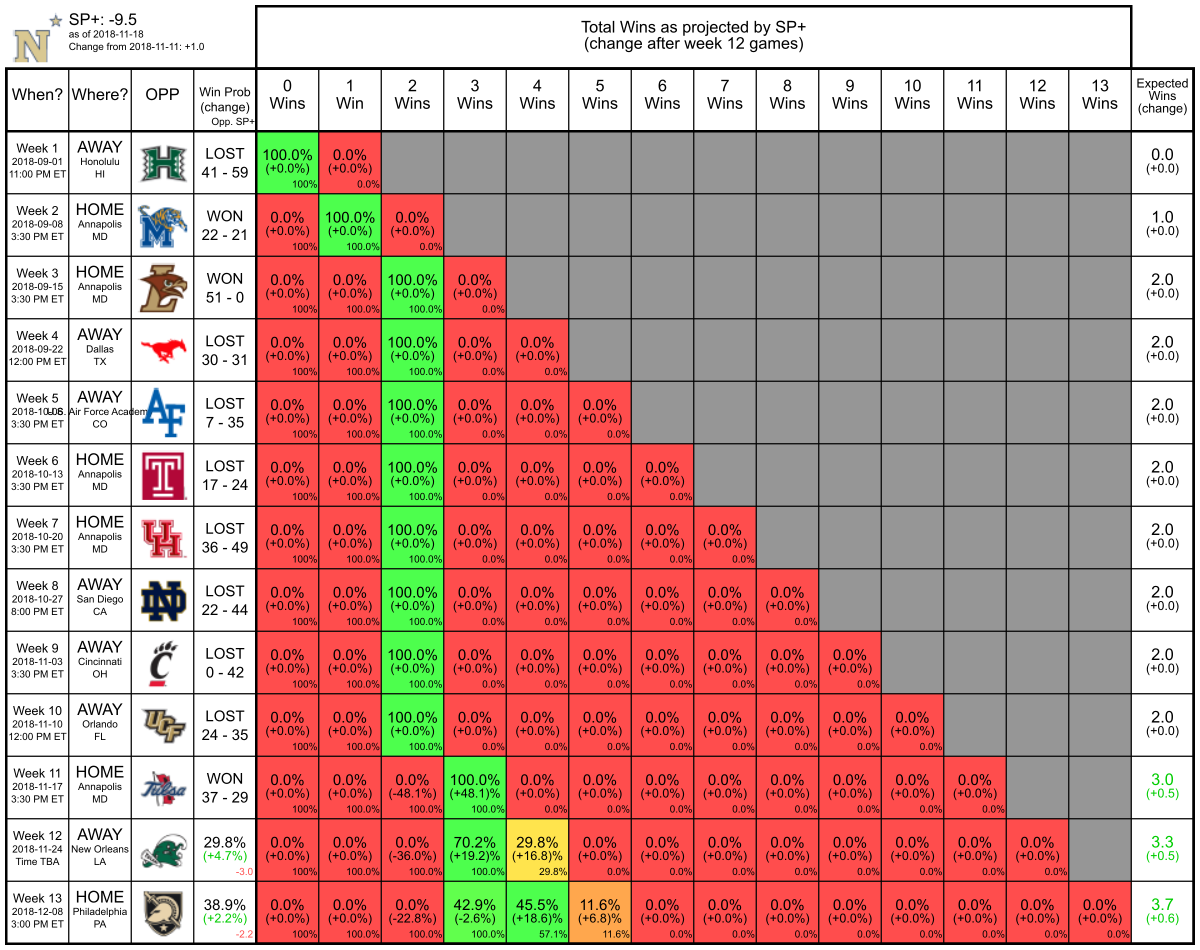 SP+: -9.5
as of 2018-11-18
Change from 2018-11-11: +1.0
Total Wins as projected by SP+
(change after week 12 games)
When? Where? OPP Win Prob (change) Opp. SP+ 0 Wins 1 Win 2 Wins 3 Wins 4 Wins 5 Wins 6 Wins 7 Wins 8 Wins 9 Wins 10 Wins 11 Wins 12 Wins 13 Wins Expected Wins (change)
Week 1 AWAY LOST 100.0% 0.0% 0.0
2018-09-01 Honolulu (+0.0%) (+0.0%) (+0.0)
11:00 PM ET HI 41 - 59 100% 0.0%
Week 2 HOME WON 0.0% 100.0% 0.0% 1.0
2018-09-08 Annapolis (+0.0%) (+0.0%) (+0.0%) (+0.0)
3:30 PM ET MD 22 - 21 100% 100.0% 0.0%
Week 3 HOME WON 0.0% 0.0% 100.0% 0.0% 2.0
2018-09-15 Annapolis (+0.0%) (+0.0%) (+0.0%) (+0.0%) (+0.0)
3:30 PM ET MD 51 - 0 100% 100.0% 100.0% 0.0%
Week 4 AWAY LOST 0.0% 0.0% 100.0% 0.0% 0.0% 2.0
2018-09-22 Dallas (+0.0%) (+0.0%) (+0.0%) (+0.0%) (+0.0%) (+0.0)
12:00 PM ET TX 30 - 31 100% 100.0% 100.0% 0.0% 0.0%
Week 5 AWAY LOST 0.0% 0.0% 100.0% 0.0% 0.0% 0.0% 2.0
2018-10-06 U.S. Air Force Academy (+0.0%) (+0.0%) (+0.0%) (+0.0%) (+0.0%) (+0.0%) (+0.0)
3:30 PM ET CO 7 - 35 100% 100.0% 100.0% 0.0% 0.0% 0.0%
Week 6 HOME LOST 0.0% 0.0% 100.0% 0.0% 0.0% 0.0% 0.0% 2.0
2018-10-13 Annapolis (+0.0%) (+0.0%) (+0.0%) (+0.0%) (+0.0%) (+0.0%) (+0.0%) (+0.0)
3:30 PM ET MD 17 - 24 100% 100.0% 100.0% 0.0% 0.0% 0.0% 0.0%
Week 7 HOME LOST 0.0% 0.0% 100.0% 0.0% 0.0% 0.0% 0.0% 0.0% 2.0
2018-10-20 Annapolis (+0.0%) (+0.0%) (+0.0%) (+0.0%) (+0.0%) (+0.0%) (+0.0%) (+0.0%) (+0.0)
3:30 PM ET MD 36 - 49 100% 100.0% 100.0% 0.0% 0.0% 0.0% 0.0% 0.0%
Week 8 AWAY LOST 0.0% 0.0% 100.0% 0.0% 0.0% 0.0% 0.0% 0.0% 0.0% 2.0
2018-10-27 San Diego (+0.0%) (+0.0%) (+0.0%) (+0.0%) (+0.0%) (+0.0%) (+0.0%) (+0.0%) (+0.0%) (+0.0)
8:00 PM ET CA 22 - 44 100% 100.0% 100.0% 0.0% 0.0% 0.0% 0.0% 0.0% 0.0%
Week 9 AWAY LOST 0.0% 0.0% 100.0% 0.0% 0.0% 0.0% 0.0% 0.0% 0.0% 0.0% 2.0
2018-11-03 Cincinnati (+0.0%) (+0.0%) (+0.0%) (+0.0%) (+0.0%) (+0.0%) (+0.0%) (+0.0%) (+0.0%) (+0.0%) (+0.0)
3:30 PM ET OH 0 - 42 100% 100.0% 100.0% 0.0% 0.0% 0.0% 0.0% 0.0% 0.0% 0.0%
Week 10 AWAY UCF LOST 0.0% 0.0% 100.0% 0.0% 0.0% 0.0% 0.0% 0.0% 0.0% 0.0% 0.0% 2.0
2018-11-10 Orlando (+0.0%) (+0.0%) (+0.0%) (+0.0%) (+0.0%) (+0.0%) (+0.0%) (+0.0%) (+0.0%) (+0.0%) (+0.0%) (+0.0)
12:00 PM ET FL 24 - 35 100% 100.0% 100.0% 0.0% 0.0% 0.0% 0.0% 0.0% 0.0% 0.0% 0.0%
Week 11 HOME Tulsa WON 0.0% 0.0% 0.0% 100.0% 0.0% 0.0% 0.0% 0.0% 0.0% 0.0% 0.0% 0.0% 3.0
2018-11-17 Annapolis (+0.0%) (+0.0%) (-48.1%) (+48.1)% (+0.0%) (+0.0%) (+0.0%) (+0.0%) (+0.0%) (+0.0%) (+0.0%) (+0.0%) (+0.5)
3:30 PM ET MD 37 - 29 100% 100.0% 100.0% 100.0% 0.0% 0.0% 0.0% 0.0% 0.0% 0.0% 0.0% 0.0%
Week 12 AWAY 29.8% 0.0% 0.0% 0.0% 70.2% 29.8% 0.0% 0.0% 0.0% 0.0% 0.0% 0.0% 0.0% 0.0% 3.3
2018-11-24 New Orleans (+4.7%) (+0.0%) (+0.0%) (-36.0%) (+19.2)% (+16.8)% (+0.0%) (+0.0%) (+0.0%) (+0.0%) (+0.0%) (+0.0%) (+0.0%) (+0.0%) (+0.5)
Time TBA LA -3.0 100% 100.0% 100.0% 100.0% 29.8% 0.0% 0.0% 0.0% 0.0% 0.0% 0.0% 0.0% 0.0%
Week 13 HOME 38.9% 0.0% 0.0% 0.0% 42.9% 45.5% 11.6% 0.0% 0.0% 0.0% 0.0% 0.0% 0.0% 0.0% 0.0% 3.7
2018-12-08 Philadelphia (+2.2%) (+0.0%) (+0.0%) (-22.8%) (-2.6%) (+18.6)% (+6.8)% (+0.0%) (+0.0%) (+0.0%) (+0.0%) (+0.0%) (+0.0%) (+0.0%) (+0.0%) (+0.6)
3:00 PM ET PA -2.2 100% 100.0% 100.0% 100.0% 57.1% 11.6% 0.0% 0.0% 0.0% 0.0% 0.0% 0.0% 0.0% 0.0%